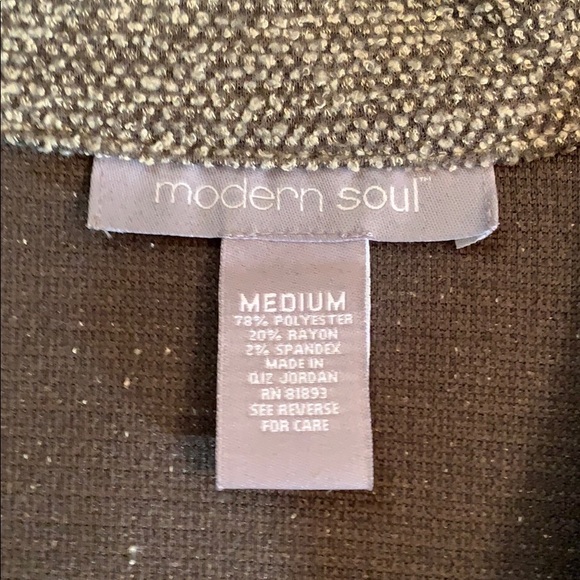 modern soul™
MEDIUM
78% POLYESTER
20% RAYON
2% SPANDEX
MADE IN
QIZ JORDAN
RN 81893
SEE REVERSE
FOR CARE